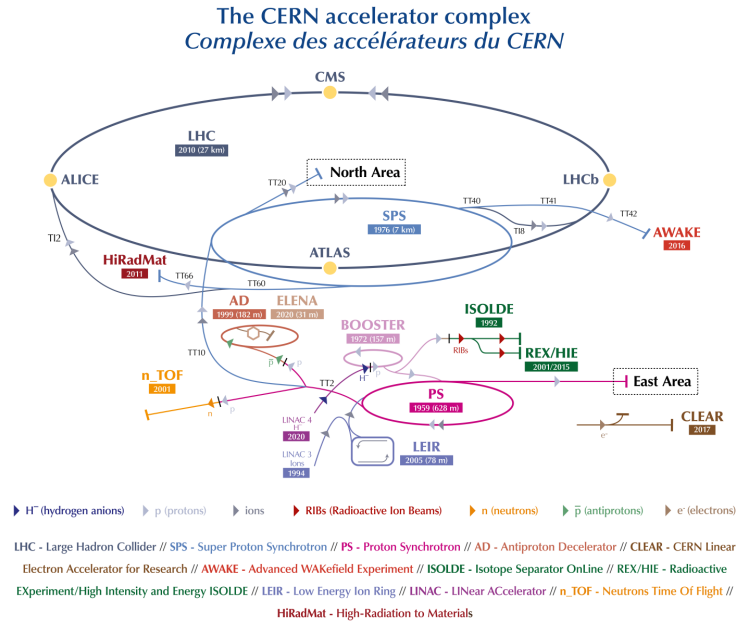 The CERN accelerator complex
Complexe des accélérateurs du CERN
CMS
LHC
2010 (27 km)
North Area
TT20
ALICE
LHCb
TT40
TT41
SPS
1976 (7 km)
TT42
TI8
TI2
AWAKE
2016
ATLAS
HiRadMat
2011
TT66
TT60
AD
1999 (182 m)
ELENA
2020 (31 m)
ISOLDE
1992
BOOSTER
1972 (157 m)
RIBs
REX/HIE
2001/2015
TT10
p̅
p
H⁻
p
n_TOF
2001
TT2
East Area
n
p
PS
1959 (628 m)
LINAC 4
H⁻
2020
CLEAR
2017
e⁻
LINAC 3
Ions
1994
LEIR
2005 (78 m)
H⁻ (hydrogen anions)
p (protons)
ions
RIBs (Radioactive Ion Beams)
n (neutrons)
p̅ (antiprotons)
e⁻ (electrons)
LHC - Large Hadron Collider // SPS - Super Proton Synchrotron // PS - Proton Synchrotron // AD - Antiproton Decelerator // CLEAR - CERN Linear
Electron Accelerator for Research // AWAKE - Advanced WAKefield Experiment // ISOLDE - Isotope Separator OnLine // REX/HIE - Radioactive
EXperiment/High Intensity and Energy ISOLDE // LEIR - Low Energy Ion Ring // LINAC - LINear ACcelerator // n_TOF - Neutrons Time Of Flight //
HiRadMat - High-Radiation to Materials